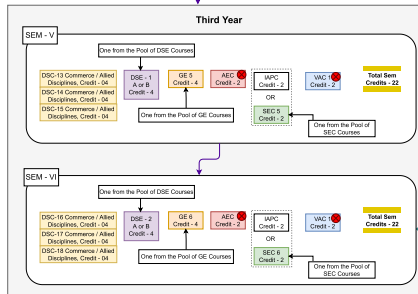 Third Year
SEM - V
One from the Pool of DSE Courses
DSC-13 Commerce / Allied
Disciplines, Credit - 04
DSC-14 Commerce / Allied
Disciplines, Credit - 04
DSC-15 Commerce / Allied
Disciplines, Credit - 04
DSE - 1
A or B
Credit - 4
GE 5
Credit - 4
AEC
Credit - 2
IAPC
Credit - 2
OR
SEC 5
Credit - 2
VAC 1
Credit - 2
Total Sem
Credits - 22
One from the Pool of GE Courses
One from the Pool of
SEC Courses
SEM - VI
One from the Pool of DSE Courses
DSC-16 Commerce / Allied
Disciplines, Credit - 04
DSC-17 Commerce / Allied
Disciplines, Credit - 04
DSC-18 Commerce / Allied
Disciplines, Credit - 04
DSE - 2
A or B
Credit - 4
GE 6
Credit - 4
AEC
Credit - 2
IAPC
Credit - 2
OR
SEC 6
Credit - 2
VAC 1
Credit - 2
Total Sem
Credits - 22
One from the Pool of GE Courses
One from the Pool of
SEC Courses